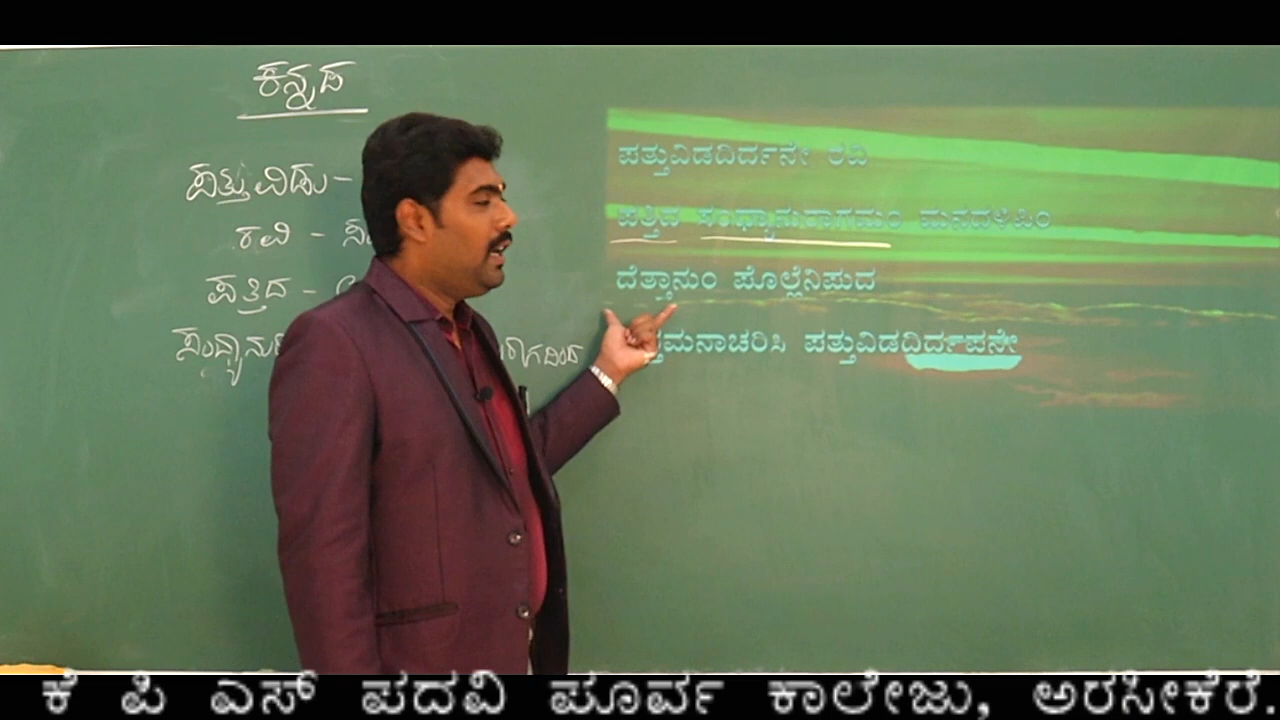 ಕನ್ನಡ
ಪತ್ತುವಿಡು -
ರವಿ -
ಪತ್ತಿದ -
ಪತ್ತುವಿಡದಿರ್ದನೇ ರವಿ
ಪತ್ತಿದ ಸಂಧ್ಯಾನುರಾಗಮಂ ಮನದಳಿಪಿಂ
ದೆತ್ತಾನುಂ ಪೊಲ್ಲೆನಿಪುದ
ಮನಾಚರಿಸಿ ಪತ್ತುವಿಡದಿರ್ದಪನೇ
ಕೆ ಪಿ ಎಸ್ ಪದವಿ ಪೂರ್ವ ಕಾಲೇಜು, ಅರಸೀಕೆರೆ.